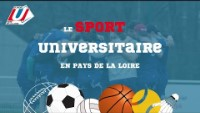 LE SPORT
UNIVERSITAIRE
EN PAYS DE LA LOIRE